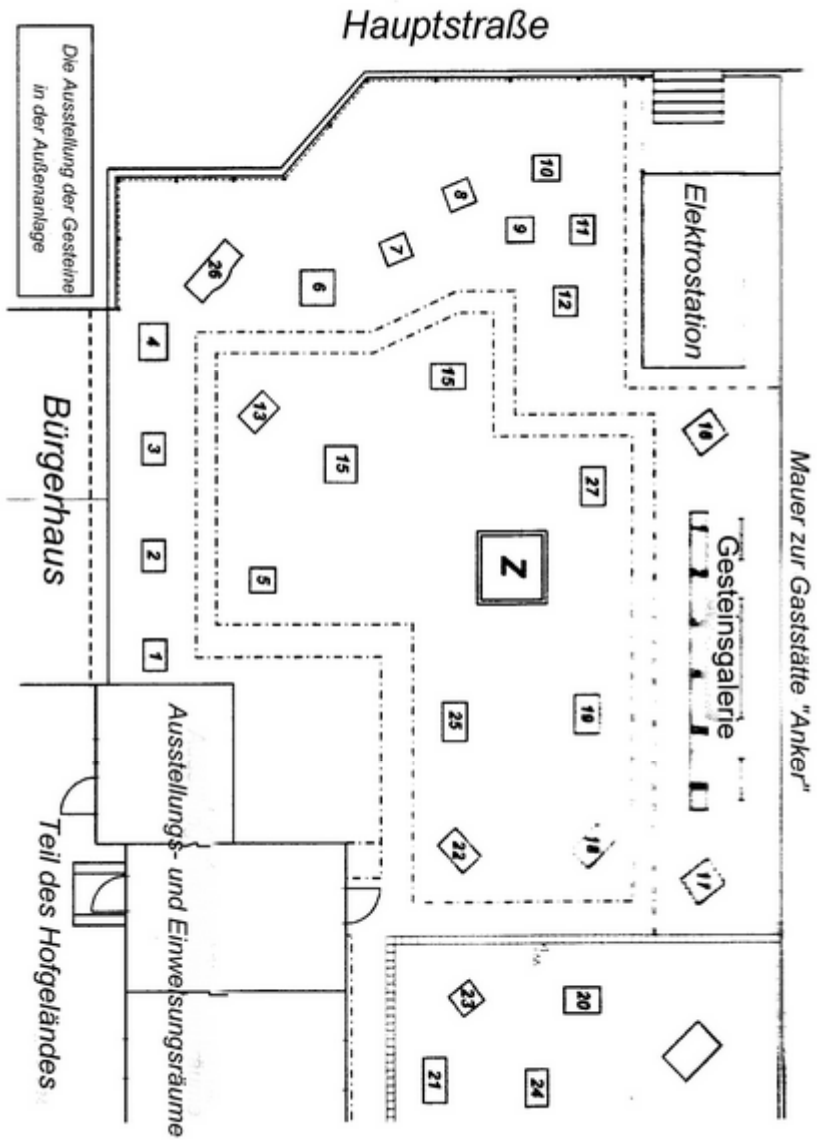 Hauptstraße
Die Ausstellung der Gesteine
in der Außenanlage
Elektrostation
Mauer zur Gaststätte "Anker"
Gesteinsgalerie
Bürgerhaus
Ausstellungs- und Einweisungsräume
Teil des Hofgeländes
10
8
9
11
7
26
6
12
4
15
13
16
3
15
27
2
5
Z
1
25
19
22
18
17
23
20
21
24